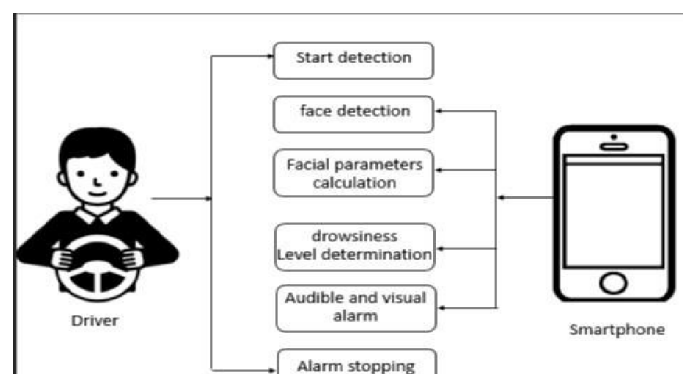 Start detection
face detection
Facial parameters
calculation
drowsiness
Level determination
Audible and visual
alarm
Alarm stopping
Driver
Smartphone